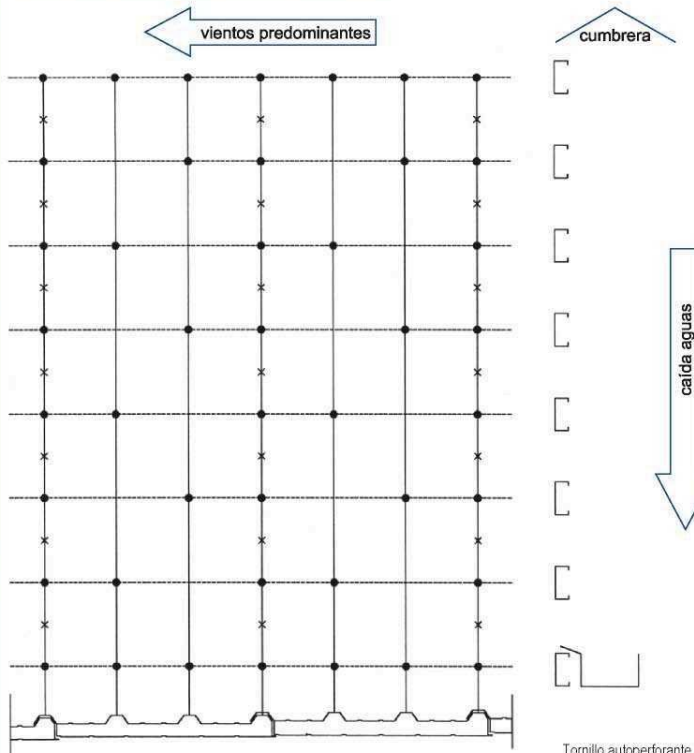 vientos predominantes
cumbrera
caída aguas
Tornillo autoperforante